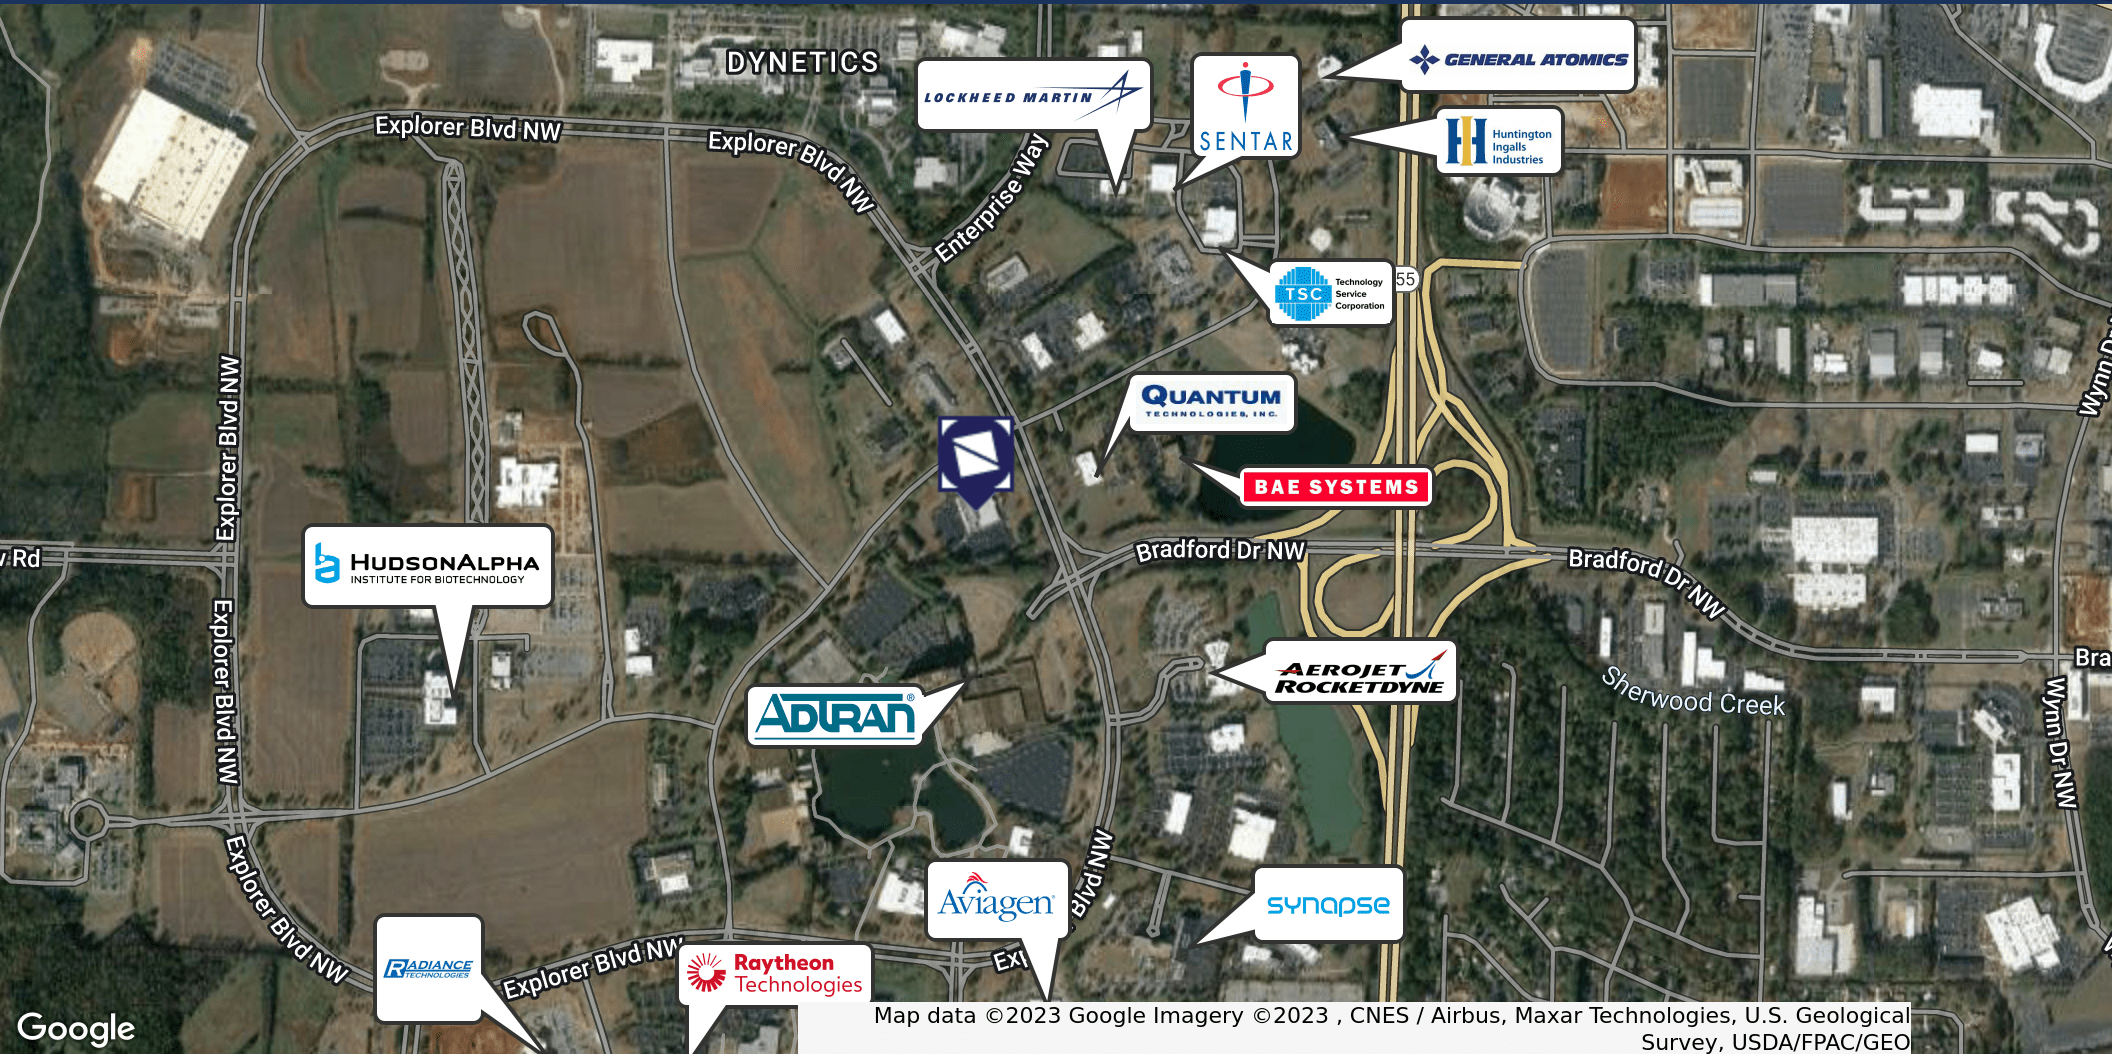 DYNETICS
GENERAL ATOMICS
LOCKHEED MARTIN
SENTAR
Huntington
Ingalls
Industries
Explorer Blvd NW
Explorer Blvd NW
Enterprise Way
TSC
Technology
Service
Corporation
55
Explorer Blvd NW
Wynn Dr
QUANTUM
TECHNOLOGIES, INC.
BAE SYSTEMS
Rd
HUDSONALPHA
INSTITUTE FOR BIOTECHNOLOGY
Bradford Dr NW
Bradford Dr NW
Explorer Blvd NW
AEROJET
ROCKETDYNE
Bra
Sherwood Creek
ADTRAN®
Wynn Dr NW
Explorer Blvd NW
Aviagen®
Blvd NW
synapse
RADIANCE
TECHNOLOGIES
Explorer Blvd NW
Raytheon
Technologies
Exp
Google
Map data ©2023 Google Imagery ©2023 , CNES / Airbus, Maxar Technologies, U.S. Geological
Survey, USDA/FPAC/GEO